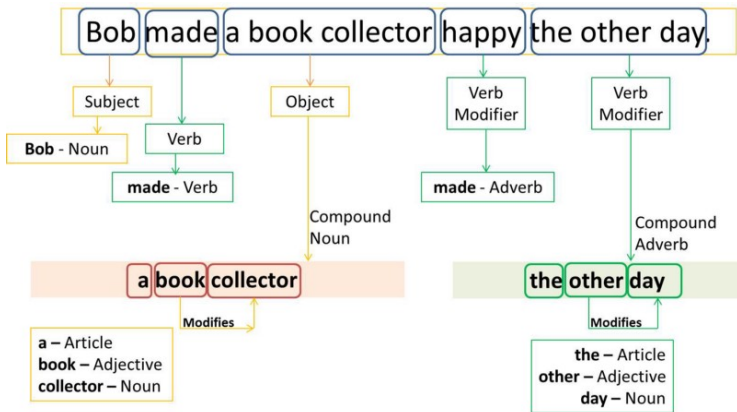 Bob made a book collector happy the other day.
Subject
Object
Verb
Modifier
Verb
Modifier
Verb
Bob - Noun
made - Verb
made - Adverb
Compound
Noun
Compound
Adverb
a book collector
the other day
Modifies
Modifies
a – Article
book – Adjective
collector – Noun
the – Article
other – Adjective
day – Noun